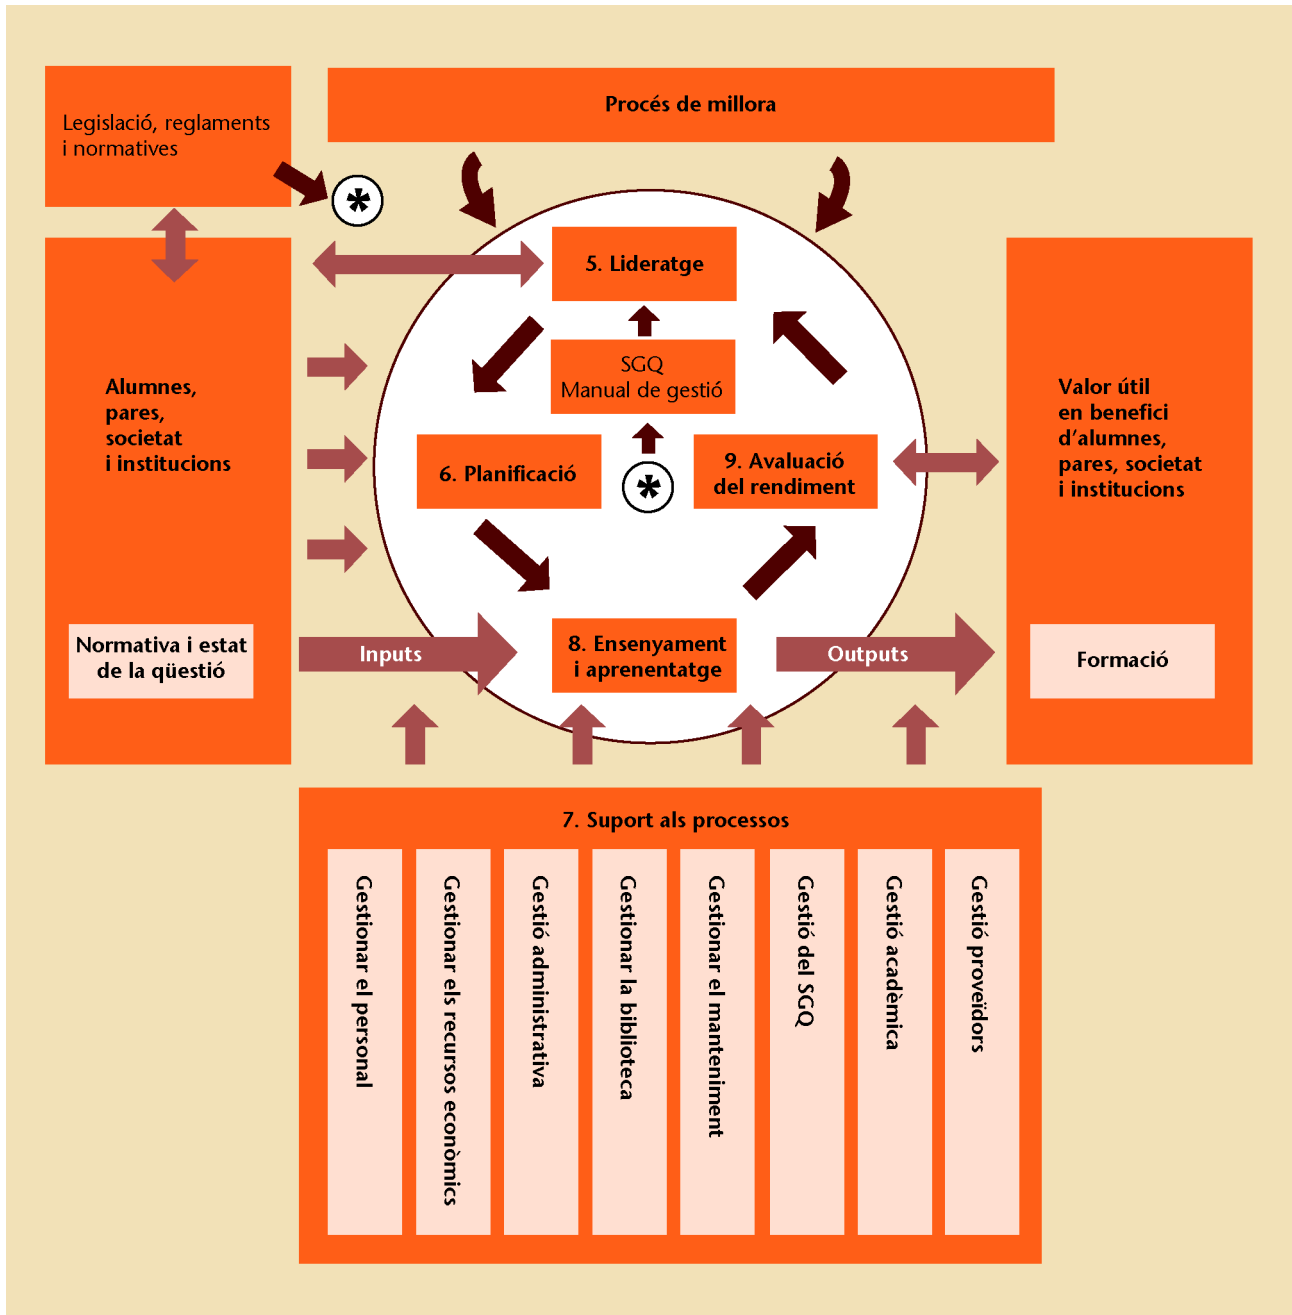 Legislació, reglaments
i normatives
Procés de millora
*
5. Lideratge
SGQ
Manual de gestió
Alumnes,
pares,
societat
i institucions
6. Planificació
*
9. Avaluació
del rendiment
Valor útil
en benefici
d’alumnes,
pares, societat
i institucions
Normativa i estat
de la qüestió
Inputs
8. Ensenyament
i aprenentatge
Outputs
Formació
7. Suport als processos
Gestionar el personal
Gestionar els recursos econòmics
Gestió administrativa
Gestionar la biblioteca
Gestionar el manteniment
Gestió del SGQ
Gestió acadèmica
Gestió proveïdors